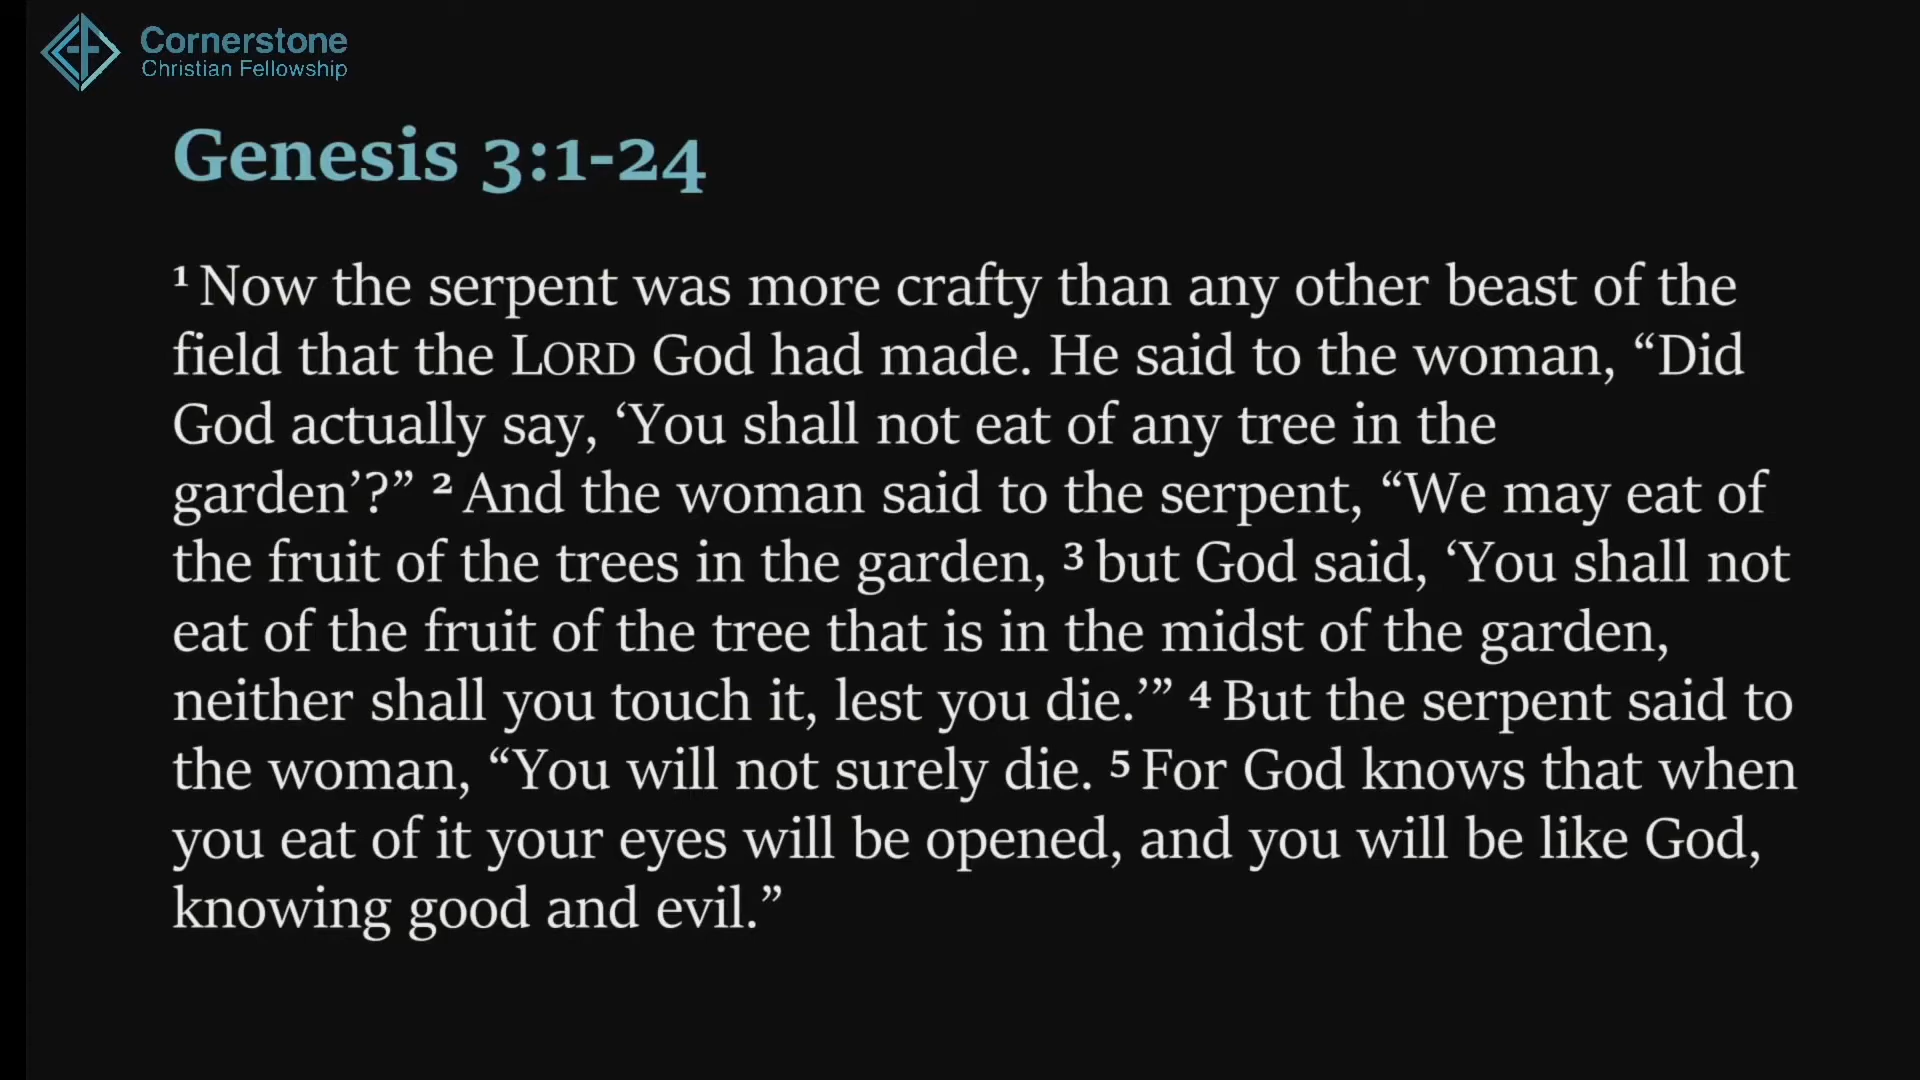 Cornerstone
Christian Fellowship
Genesis 3:1-24
¹ Now the serpent was more crafty than any other beast of the
field that the LORD God had made. He said to the woman, “Did
God actually say, ‘You shall not eat of any tree in the
garden’?” ² And the woman said to the serpent, “We may eat of
the fruit of the trees in the garden, ³ but God said, ‘You shall not
eat of the fruit of the tree that is in the midst of the garden,
neither shall you touch it, lest you die.’” ⁴ But the serpent said to
the woman, “You will not surely die. ⁵ For God knows that when
you eat of it your eyes will be opened, and you will be like God,
knowing good and evil.”